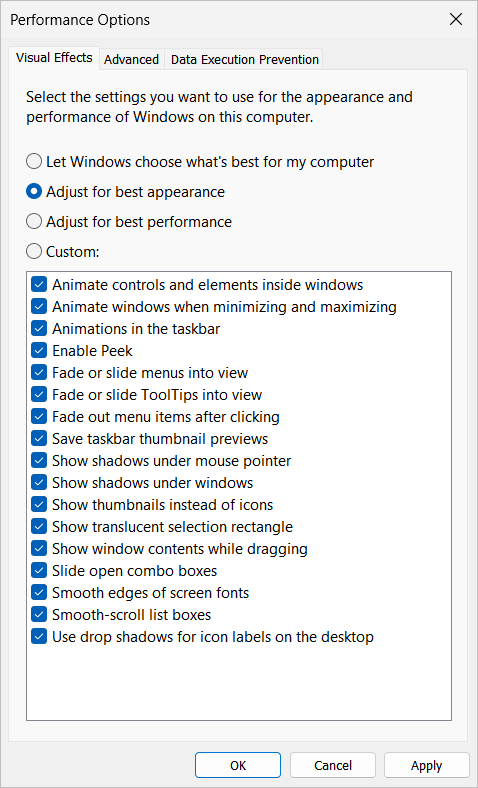 Performance Options
Visual Effects Advanced Data Execution Prevention
Select the settings you want to use for the appearance and
performance of Windows on this computer.
Let Windows choose what's best for my computer
Adjust for best appearance
Adjust for best performance
Custom:
Animate controls and elements inside windows
Animate windows when minimizing and maximizing
Animations in the taskbar
Enable Peek
Fade or slide menus into view
Fade or slide ToolTips into view
Fade out menu items after clicking
Save taskbar thumbnail previews
Show shadows under mouse pointer
Show shadows under windows
Show thumbnails instead of icons
Show translucent selection rectangle
Show window contents while dragging
Slide open combo boxes
Smooth edges of screen fonts
Smooth-scroll list boxes
Use drop shadows for icon labels on the desktop
OK Cancel Apply